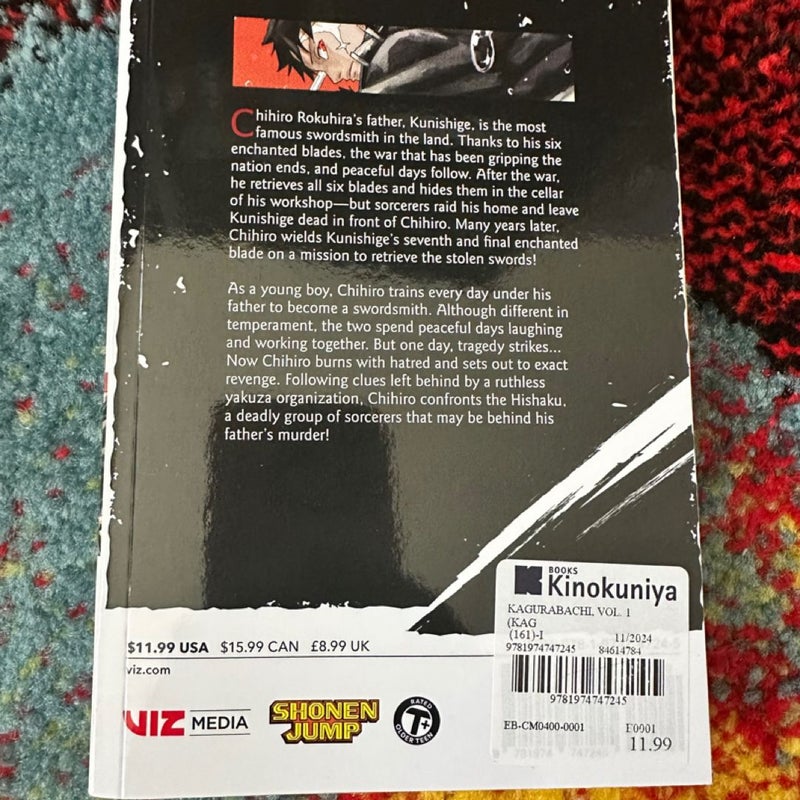 Chihiro Rokuhira's father, Kunishige, is the most
famous swordsmith in the land. Thanks to his six
enchanted blades, the war that has been gripping the
nation ends, and peaceful days follow. After the war,
he retrieves all six blades and hides them in the cellar
of his workshop—but sorcerers raid his home and leave
Kunishige dead in front of Chihiro. Many years later,
Chihiro wields Kunishige's seventh and final enchanted
blade on a mission to retrieve the stolen swords!
As a young boy, Chihiro trains every day under his
father to become a swordsmith. Although different in
temperament, the two spend peaceful days laughing
and working together. But one day, tragedy strikes...
Now Chihiro burns with hatred and sets out to exact
revenge. Following clues left behind by a ruthless
yakuza organization, Chihiro confronts the Hishaku,
a deadly group of sorcerers that may be behind his
father's murder!
BOOKS
Kinokuniya
KAGURABACHI, VOL. 1
(KAG
(161)-I 11/2024
9781974747245 84614784
9781974747245
EB-CM0400-0001 F0001
11.99
$11.99 USA $15.99 CAN £8.99 UK
viz.com
VIZ MEDIA
SHONEN
JUMP
RATED
T+
OLDER TEEN